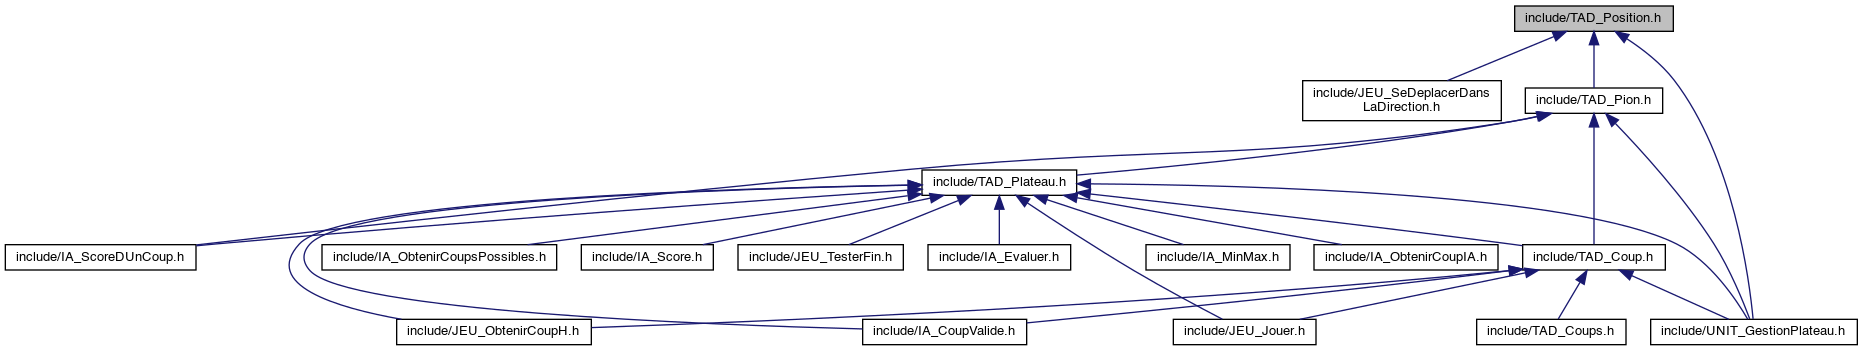 include/TAD_Position.h
include/JEU_SeDeplacerDans
LaDirection.h
include/TAD_Pion.h
include/TAD_Plateau.h
include/IA_ScoreDUnCoup.h
include/IA_ObtenirCoupsPossibles.h
include/IA_Score.h
include/JEU_TesterFin.h
include/IA_Evaluer.h
include/IA_MinMax.h
include/IA_ObtenirCoupIA.h
include/TAD_Coup.h
include/JEU_ObtenirCoupH.h
include/IA_CoupValide.h
include/JEU_Jouer.h
include/TAD_Coups.h
include/UNIT_GestionPlateau.h